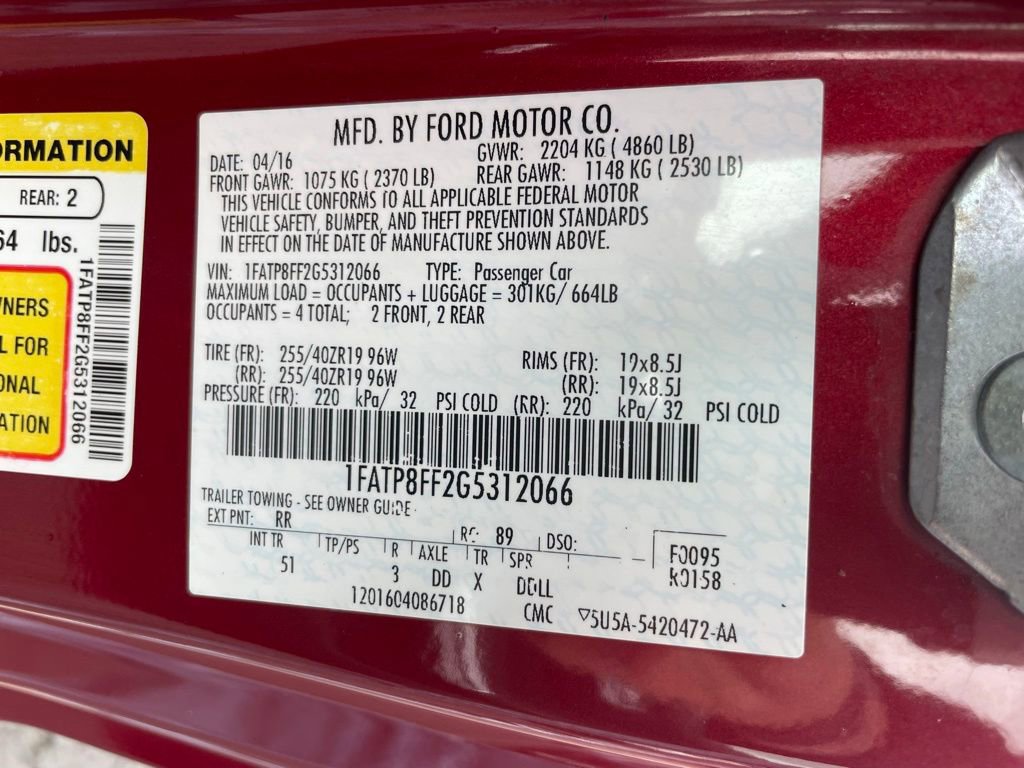 ORMATION
REAR: 2
64 lbs.
1FATP8FF2G5312066
WNERS
L FOR
ONAL
ATION
MFD. BY FORD MOTOR CO.
DATE: 04/16 GVWR: 2204 KG ( 4860 LB)
FRONT GAWR: 1075 KG ( 2370 LB) REAR GAWR: 1148 KG ( 2530 LB)
THIS VEHICLE CONFORMS TO ALL APPLICABLE FEDERAL MOTOR
VEHICLE SAFETY, BUMPER, AND THEFT PREVENTION STANDARDS
IN EFFECT ON THE DATE OF MANUFACTURE SHOWN ABOVE.
VIN: 1FATP8FF2G5312066 TYPE: Passenger Car
MAXIMUM LOAD = OCCUPANTS + LUGGAGE = 301KG/ 664LB
OCCUPANTS = 4 TOTAL; 2 FRONT, 2 REAR
TIRE (FR): 255/40ZR19 96W RIMS (FR): 19x8.5J
(RR): 255/40ZR19 96W (RR): 19x8.5J
PRESSURE (FR): 220 kPa/ 32 PSI COLD (RR): 220 kPa/ 32 PSI COLD
1FATP8FF2G5312066
TRAILER TOWING - SEE OWNER GUIDE
EXT PNT: RR RC: 89 DSO: F0095
INT TR TP/PS R AXLE TR SPR R0158
51 3 DD X DDLL
1201604086718 CMC ▽5U5A-5420472-AA